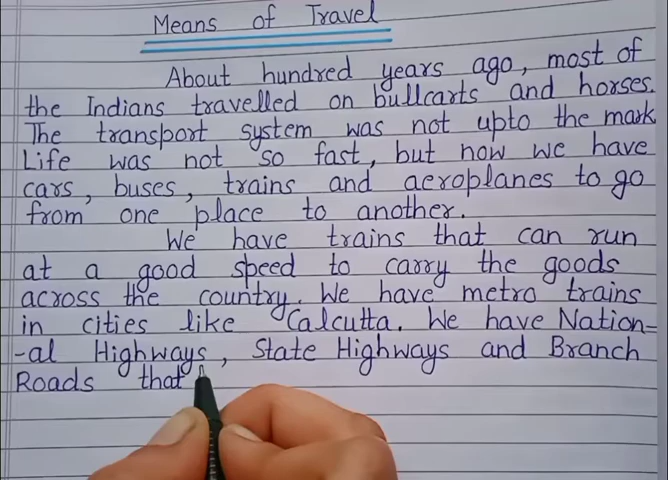 Means of Travel
About hundred years ago, most of
the Indians travelled on bullcarts and horses.
The transport system was not upto the mark.
Life was not so fast, but now we have
cars, buses, trains and aeroplanes to go
from one place to another.
We have trains that can run
at a good speed to carry the goods
across the country. We have metro trains
in cities like Calcutta. We have Nation-
-al Highways, State Highways and Branch
Roads that